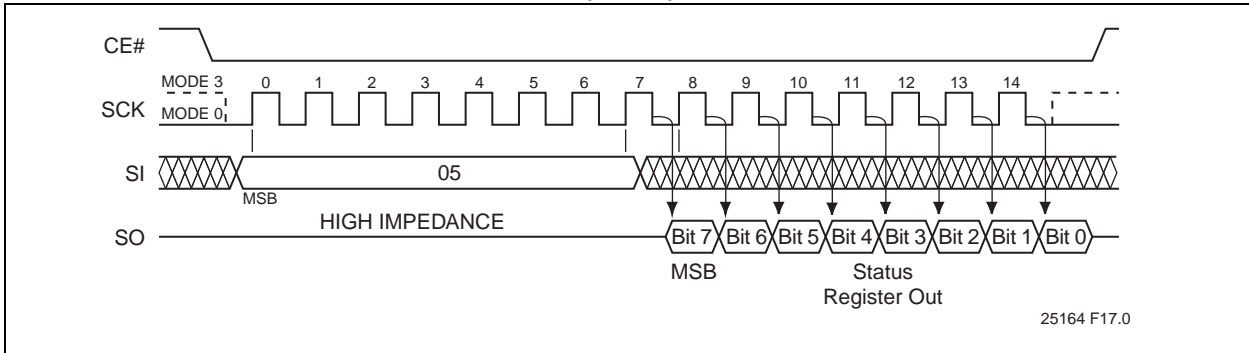 CE#
MODE 3 0 1 2 3 4 5 6 7 8 9 10 11 12 13 14
SCK MODE 0
SI 05
MSB
HIGH IMPEDANCE
SO Bit 7 Bit 6 Bit 5 Bit 4 Bit 3 Bit 2 Bit 1 Bit 0
MSB Status
Register Out
25164 F17.0